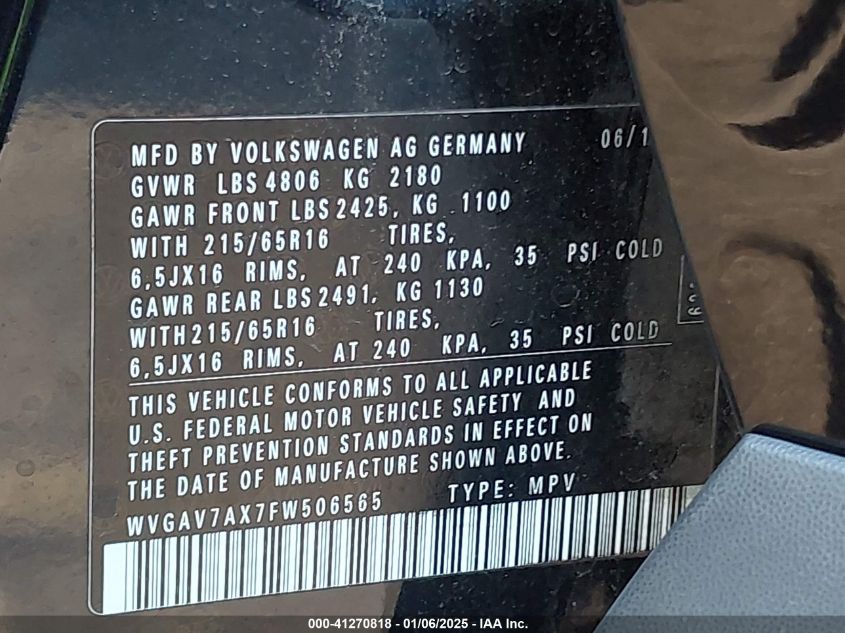 MFD BY VOLKSWAGEN AG GERMANY 06/1
GVWR LBS 4806 KG 2180
GAWR FRONT LBS 2425, KG 1100
WITH 215/65R16 TIRES,
6,5JX16 RIMS, AT 240 KPA, 35 PSI COLD
GAWR REAR LBS 2491, KG 1130
WITH 215/65R16 TIRES,
6,5JX16 RIMS, AT 240 KPA, 35 PSI COLD
THIS VEHICLE CONFORMS TO ALL APPLICABLE
U.S. FEDERAL MOTOR VEHICLE SAFETY AND
THEFT PREVENTION STANDARDS IN EFFECT ON
THE DATE OF MANUFACTURE SHOWN ABOVE.
WVGAV7AX7FW506565 TYPE: MPV
000-41270818 - 01/06/2025 - IAA Inc.